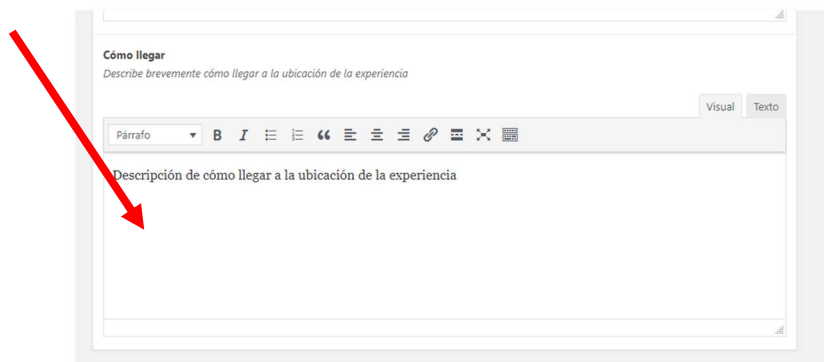 Cómo llegar
Describe brevemente cómo llegar a la ubicación de la experiencia
Visual Texto
Párrafo B I
Descripción de cómo llegar a la ubicación de la experiencia